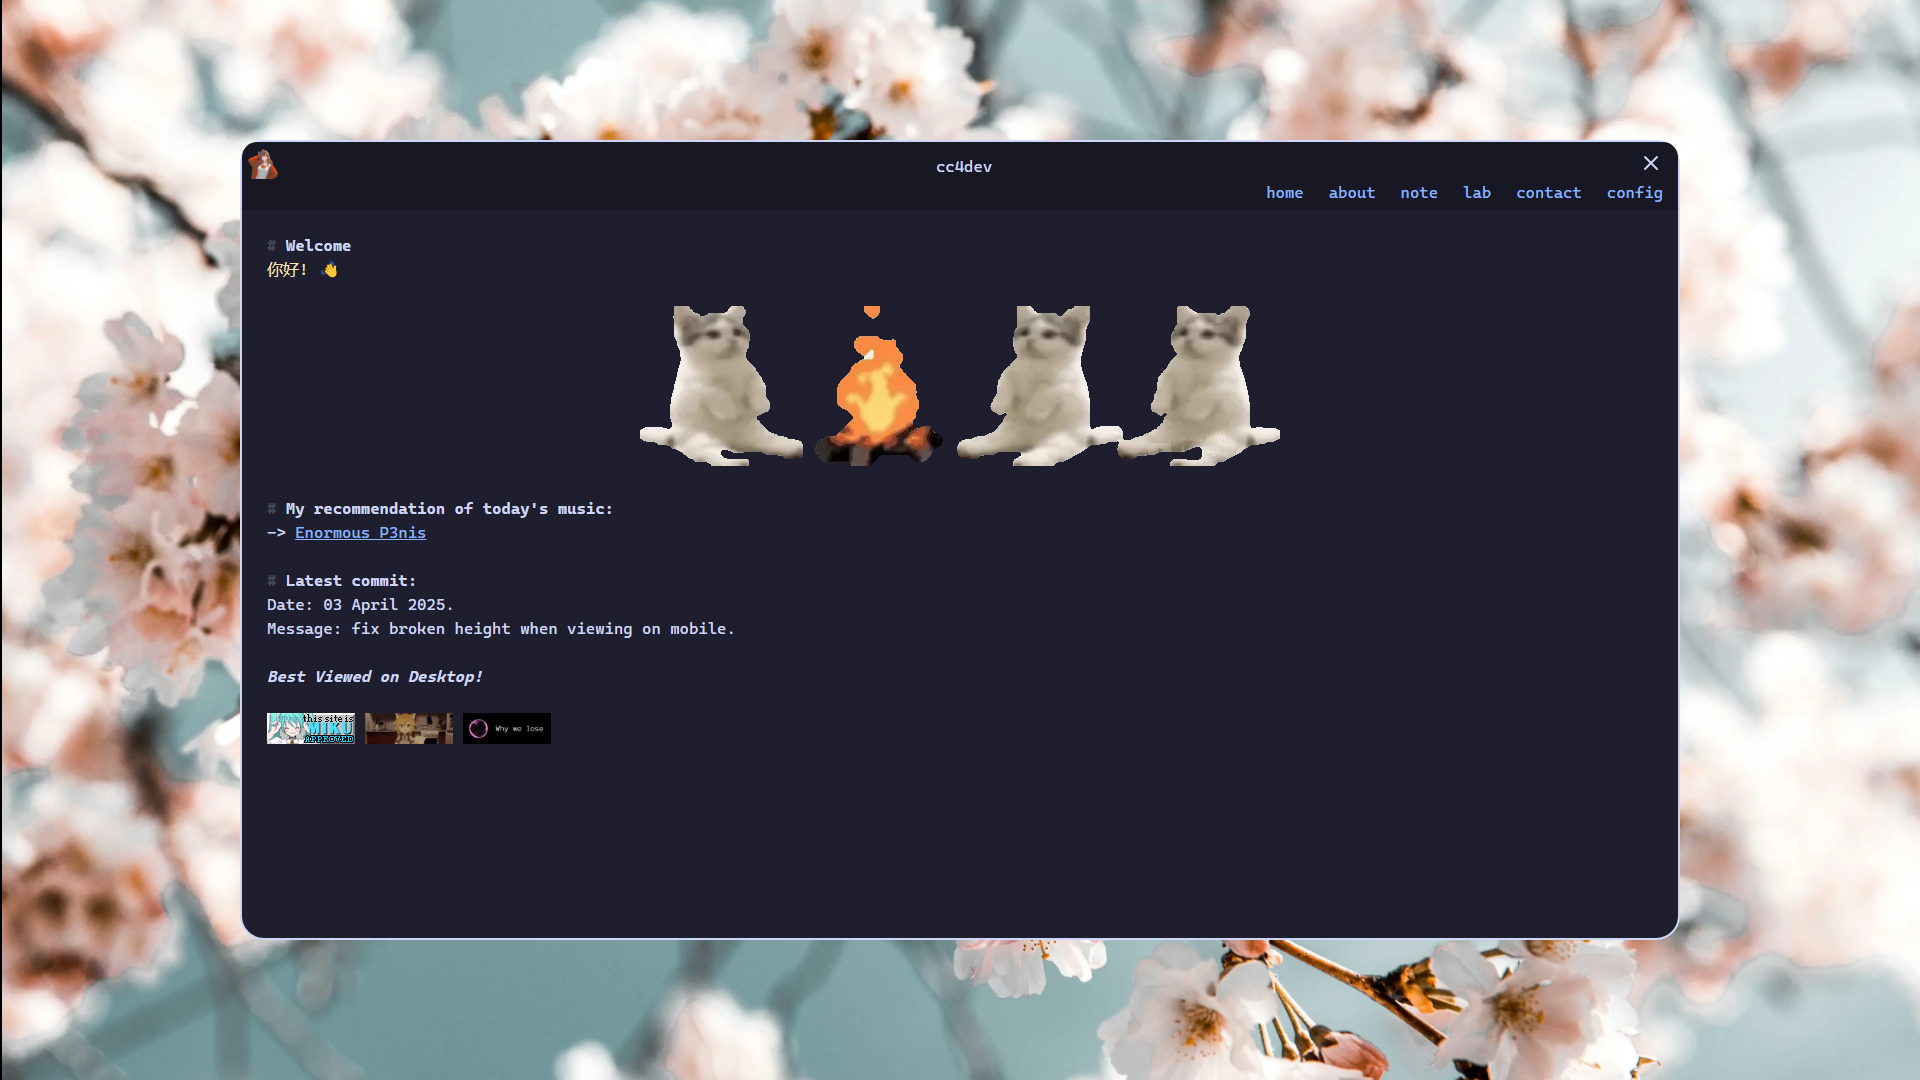 cc4dev
home about note lab contact config
# Welcome
你好! 👋
# My recommendation of today's music:
—> Enormous P3nis
# Latest commit:
Date: 03 April 2025.
Message: fix broken height when viewing on mobile.
Best Viewed on Desktop!
this site is
MIKU
APPROVED
Why we lose